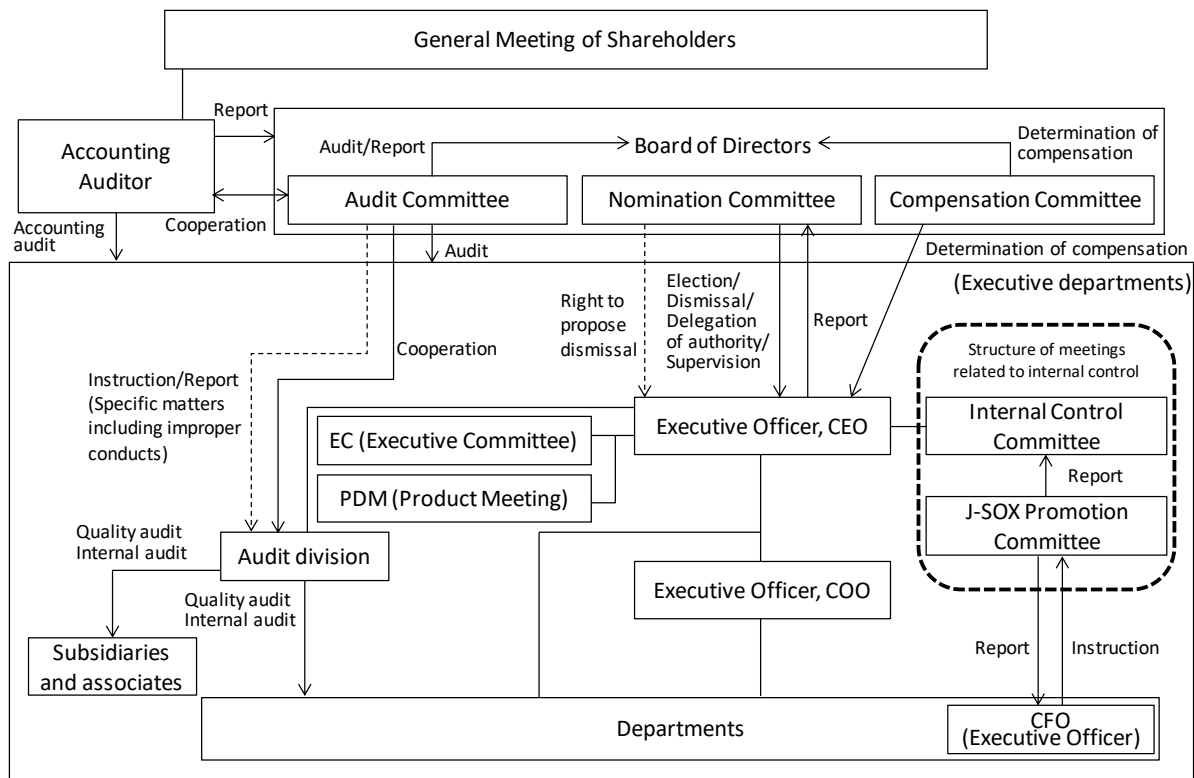 General Meeting of Shareholders
Report
Accounting
Auditor
Audit/Report
Board of Directors
Determination of
compensation
Audit Committee
Nomination Committee
Compensation Committee
Cooperation
Accounting
audit
Audit
Determination of compensation
(Executive departments)
Right to
propose
dismissal
Election/
Dismissal/
Delegation
of authority/
Supervision
Report
Cooperation
Instruction/Report
(Specific matters
including improper
conducts)
Structure of meetings
related to internal control
EC (Executive Committee)
Executive Officer, CEO
Internal Control
Committee
Report
PDM (Product Meeting)
J-SOX Promotion
Committee
Quality audit
Internal audit
Audit division
Executive Officer, COO
Quality audit
Internal audit
Subsidiaries
and associates
Report
Instruction
Departments
CFO
(Executive Officer)